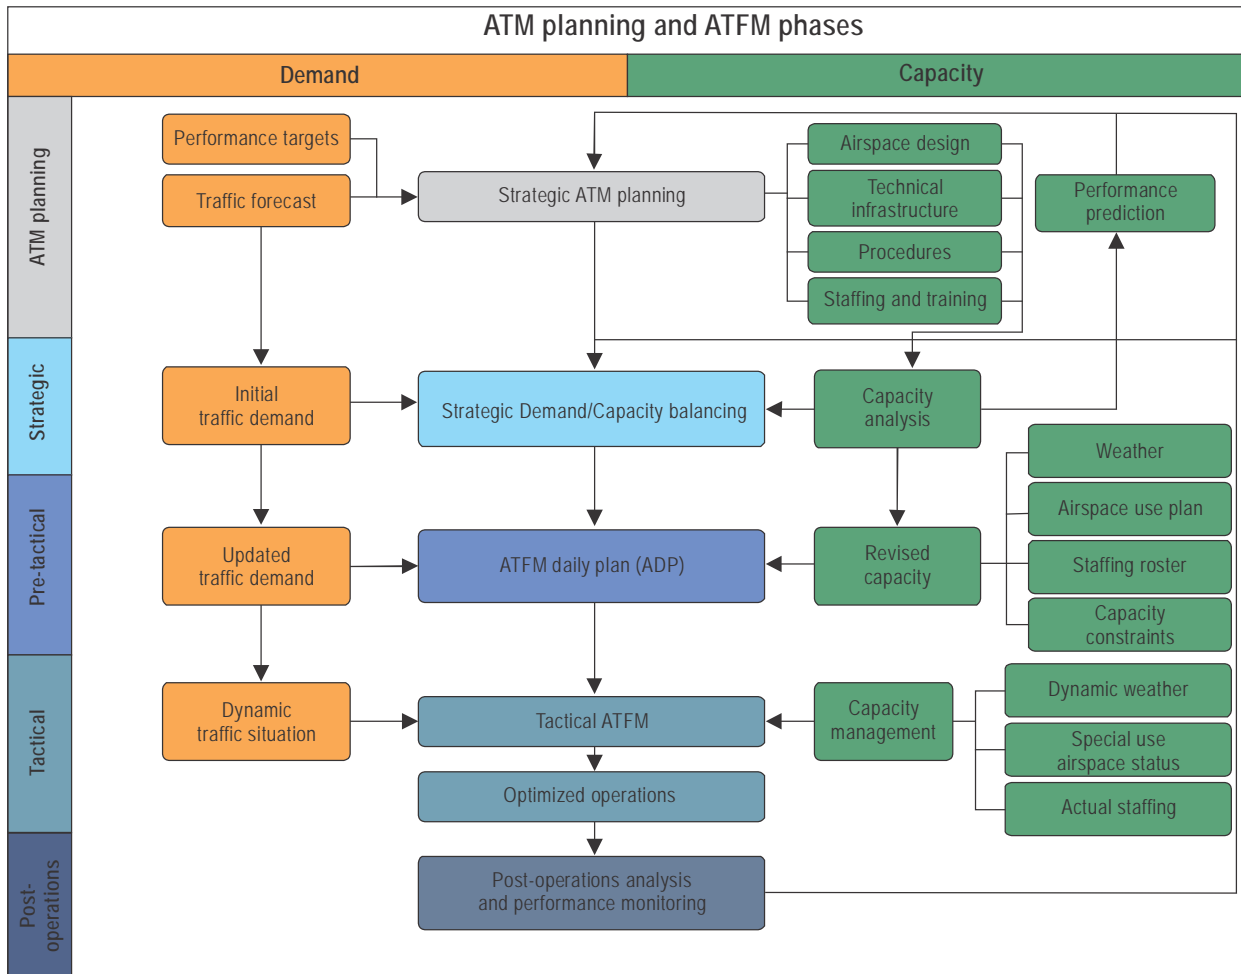 ATM planning and ATFM phases
Demand
Capacity
ATM planning
Performance targets
Traffic forecast
Strategic ATM planning
Airspace design
Technical
infrastructure
Procedures
Staffing and training
Performance
prediction
Strategic
Initial
traffic demand
Strategic Demand/Capacity balancing
Capacity
analysis
Pre-tactical
Updated
traffic demand
ATFM daily plan (ADP)
Revised
capacity
Weather
Airspace use plan
Staffing roster
Capacity
constraints
Tactical
Dynamic
traffic situation
Tactical ATFM
Optimized operations
Capacity
management
Dynamic weather
Special use
airspace status
Actual staffing
Post-
operations
Post-operations analysis
and performance monitoring